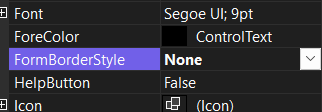 Font Segoe UI; 9pt
ForeColor ControlText
FormBorderStyle None
HelpButton False
Icon (Icon)